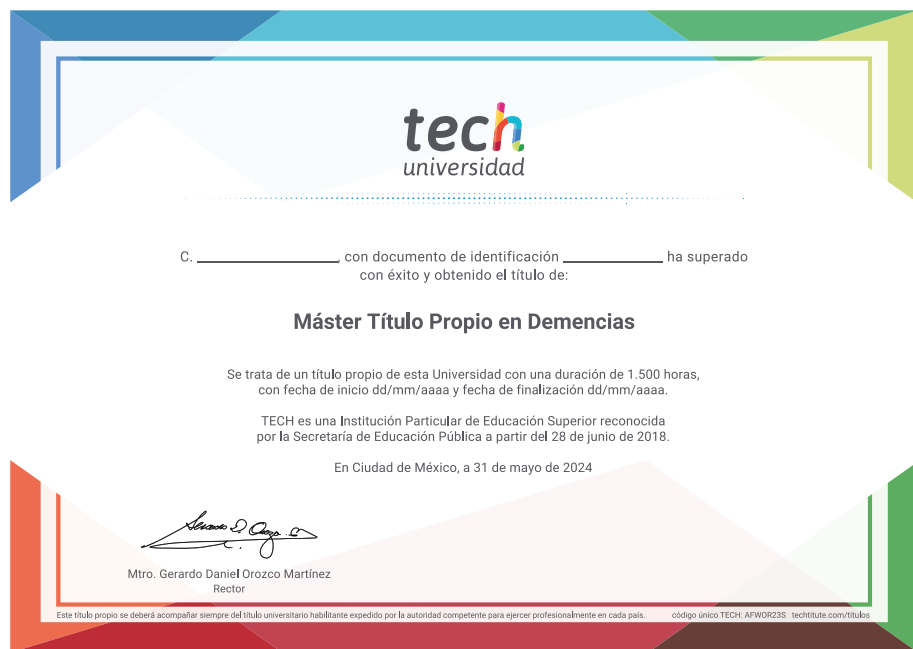 tech
universidad
C. ____________, con documento de identificación ____________ ha superado
con éxito y obtenido el título de:
Máster Título Propio en Demencias
Se trata de un título propio de esta Universidad con una duración de 1.500 horas,
con fecha de inicio dd/mm/aaaa y fecha de finalización dd/mm/aaaa.
TECH es una Institución Particular de Educación Superior reconocida
por la Secretaría de Educación Pública a partir del 28 de junio de 2018.
En Ciudad de México, a 31 de mayo de 2024
Mtro. Gerardo Daniel Orozco Martínez
Rector
Este título propio se deberá acompañar siempre del título universitario habilitante expedido por la autoridad competente para ejercer profesionalmente en cada país. código único TECH: AFWOR23S techtitute.com/titulos